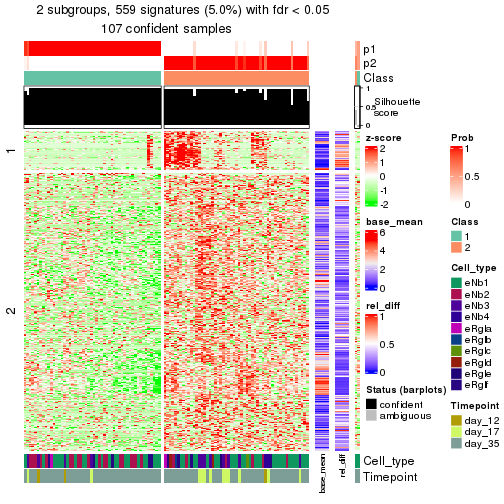 2 subgroups, 559 signatures (5.0%) with fdr < 0.05
107 confident samples
p1
p2
Class
1
0.5
0
Silhouette
score
1
2
z-score
2
1
0
-1
-2
base_mean
6
4
2
0
rel_diff
1
0.5
0
Status (barplots)
confident
ambiguous
Prob
1
0.5
0
Class
1
2
Cell_type
eNb1
eNb2
eNb3
eNb4
eRgla
eRglb
eRglc
eRgld
eRgle
eRglf
Timepoint
day_12
day_17
day_35
Cell_type
Timepoint
base_mean
rel_diff